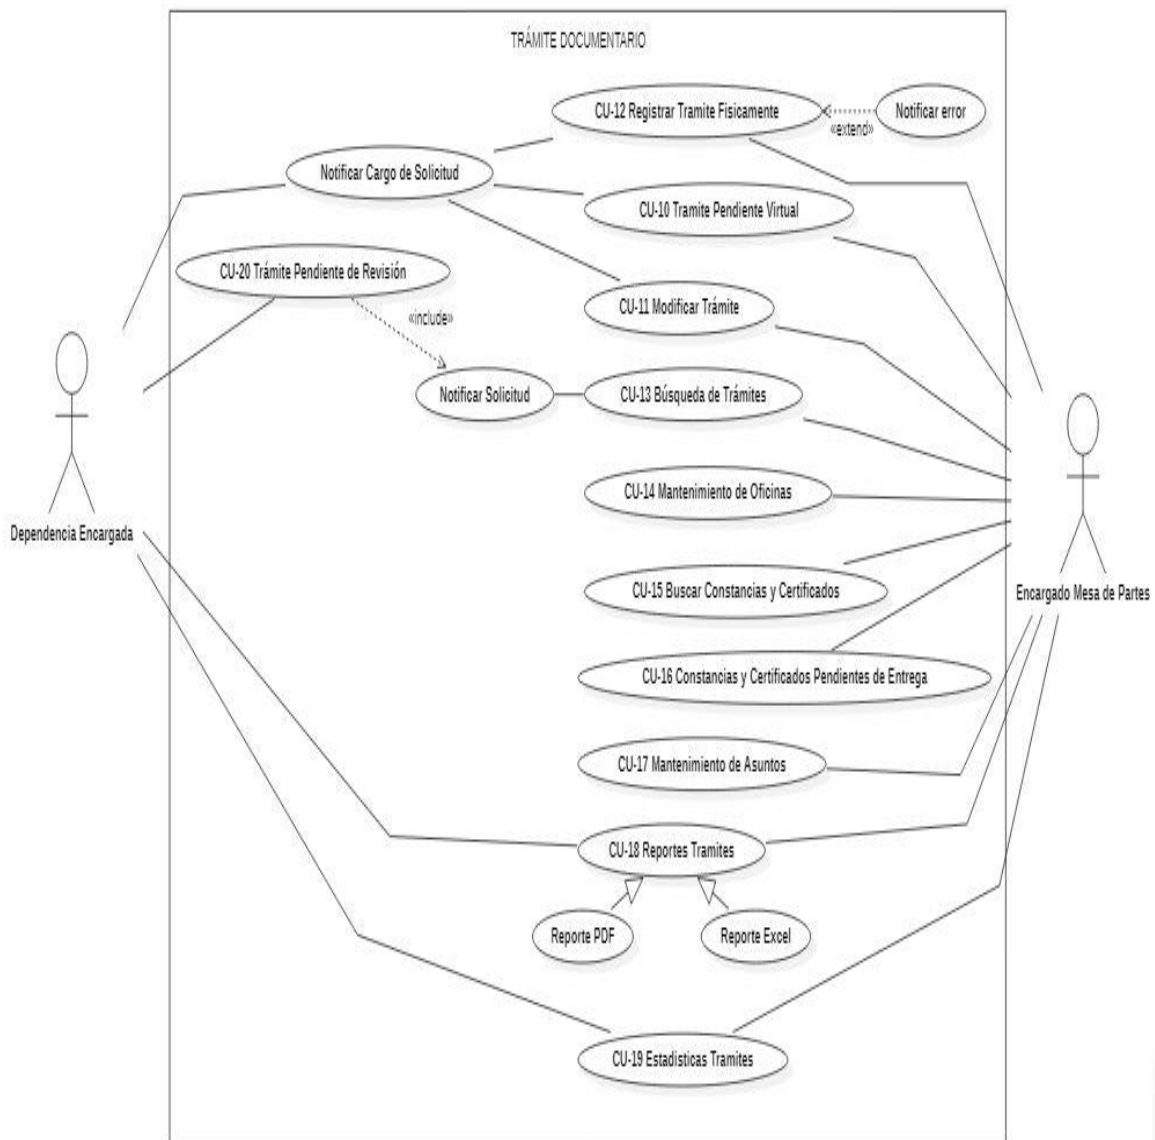 TRÁMITE DOCUMENTARIO
CU-12 Registrar Tramite Fisicamente
Notificar error
«extend»
Notificar Cargo de Solicitud
CU-10 Tramite Pendiente Virtual
CU-20 Trámite Pendiente de Revisión
CU-11 Modificar Trámite
«include»
Notificar Solicitud
CU-13 Búsqueda de Trámites
CU-14 Mantenimiento de Oficinas
Dependencia Encargada
CU-15 Buscar Constancias y Certificados
Encargado Mesa de Partes
CU-16 Constancias y Certificados Pendientes de Entrega
CU-17 Mantenimiento de Asuntos
CU-18 Reportes Tramites
Reporte PDF
Reporte Excel
CU-19 Estadisticas Tramites